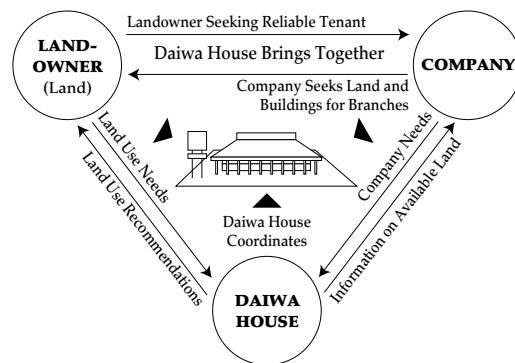 Landowner Seeking Reliable Tenant
Daiwa House Brings Together
LAND-
OWNER
(Land)
COMPANY
Company Seeks Land and
Buildings for Branches
Land Use Needs
Land Use Recommendations
Company Needs
Information on Available Land
Daiwa House
Coordinates
DAIWA
HOUSE